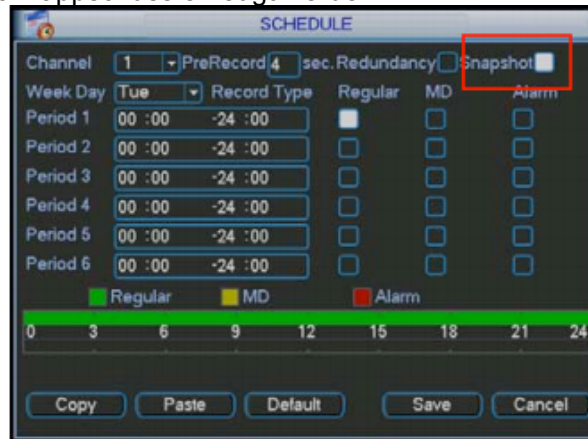 SCHEDULE
Channel 1 PreRecord 4 sec. Redundancy Snapshot
Week Day Tue Record Type Regular MD Alarm
Period 1 00 :00 -24 :00
Period 2 00 :00 -24 :00
Period 3 00 :00 -24 :00
Period 4 00 :00 -24 :00
Period 5 00 :00 -24 :00
Period 6 00 :00 -24 :00
Regular MD Alarm
0 3 6 9 12 15 18 21 24
Copy Paste Default Save Cancel